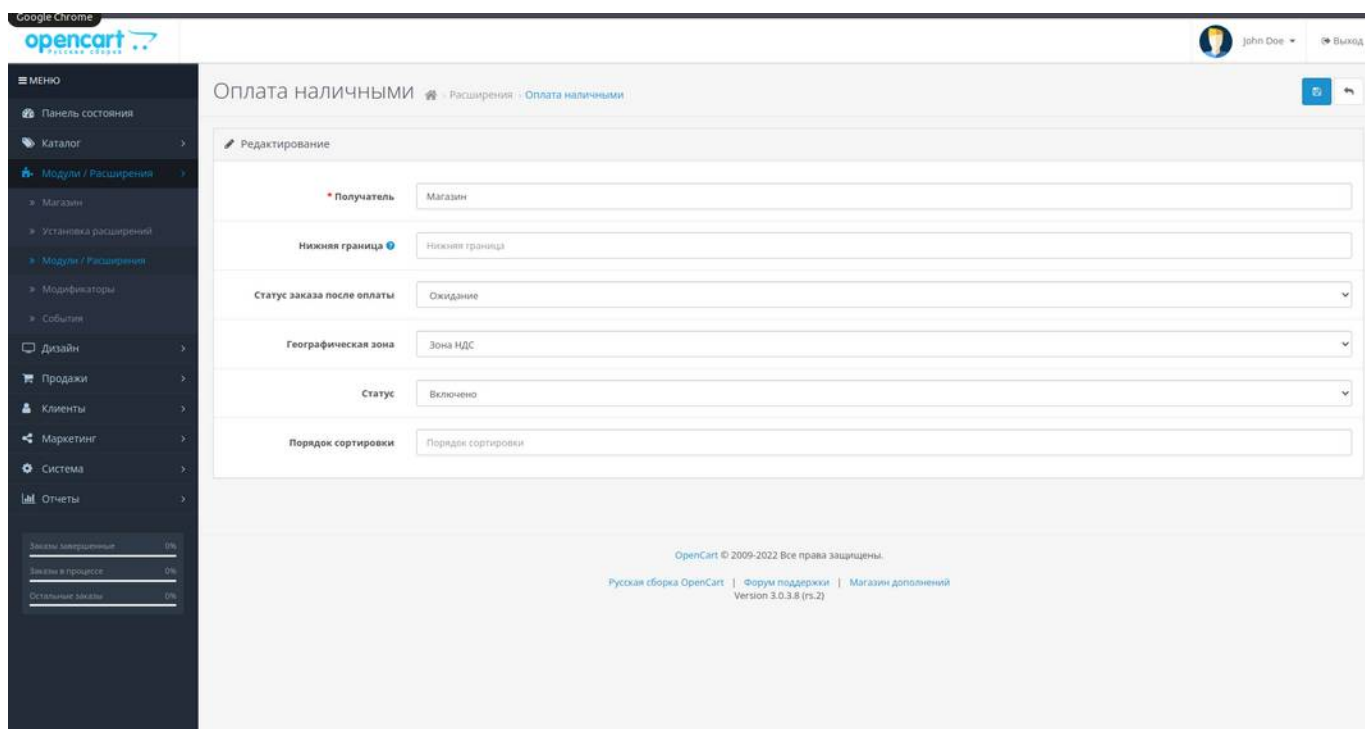 Google Chrome
opencart
Русская сборка
John Doe
Выход
МЕНЮ
Оплата наличными
Расширения
Оплата наличными
Панель состояния
Каталог
Редактирование
Модули / Расширения
* Получатель
Магазин
Магазин
Установка расширений
Нижняя граница
Нижняя граница
Модули / Расширения
Модификаторы
Статус заказа после оплаты
Ожидание
События
Географическая зона
Зона НДС
Дизайн
Продажи
Статус
Включено
Клиенты
Маркетинг
Порядок сортировки
Порядок сортировки
Система
Отчеты
Заказы завершенные 0%
Заказы в процессе 0%
Остальные заказы 0%
OpenCart © 2009-2022 Все права защищены.
Русская сборка OpenCart | Форум поддержки | Магазин дополнений
Version 3.0.3.8 (rs.2)